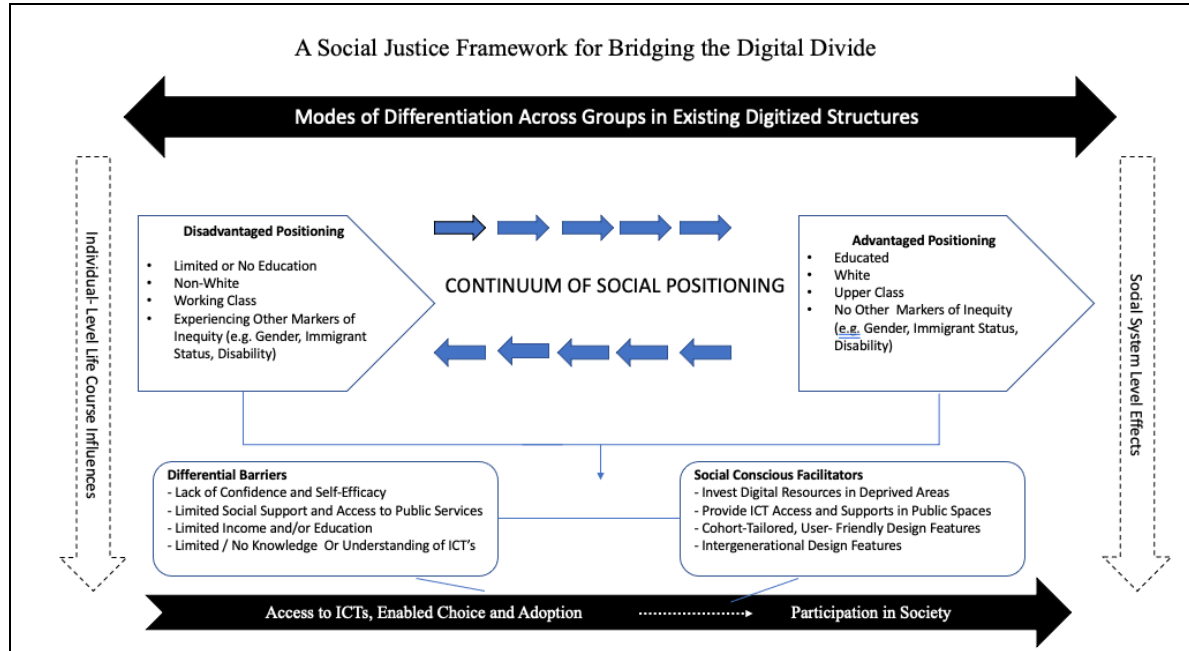 A Social Justice Framework for Bridging the Digital Divide
Modes of Differentiation Across Groups in Existing Digitized Structures
Individual- Level Life Course Influences
Disadvantaged Positioning
• Limited or No Education
• Non-White
• Working Class
• Experiencing Other Markers of
Inequity (e.g. Gender, Immigrant
Status, Disability)
CONTINUUM OF SOCIAL POSITIONING
Advantaged Positioning
• Educated
• White
• Upper Class
• No Other Markers of Inequity
(e.g. Gender, Immigrant Status,
Disability)
Social System Level Effects
Differential Barriers
- Lack of Confidence and Self-Efficacy
- Limited Social Support and Access to Public Services
- Limited Income and/or Education
- Limited / No Knowledge Or Understanding of ICT's
Social Conscious Facilitators
- Invest Digital Resources in Deprived Areas
- Provide ICT Access and Supports in Public Spaces
- Cohort-Tailored, User- Friendly Design Features
- Intergenerational Design Features
Access to ICTs, Enabled Choice and Adoption
Participation in Society